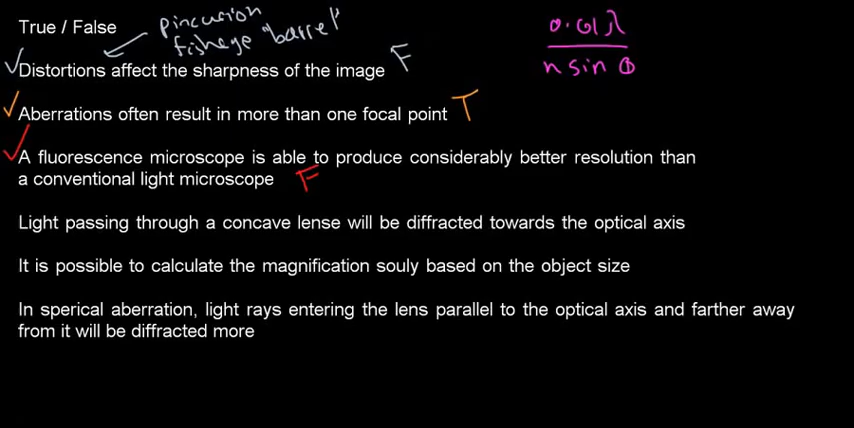 True / False
pincusion
fisheye "barrel"
Distortions affect the sharpness of the image F
Aberrations often result in more than one focal point T
A fluorescence microscope is able to produce considerably better resolution than
a conventional light microscope F
Light passing through a concave lense will be diffracted towards the optical axis
It is possible to calculate the magnification souly based on the object size
In sperical aberration, light rays entering the lens parallel to the optical axis and farther away
from it will be diffracted more
0.61λ
n sin θ